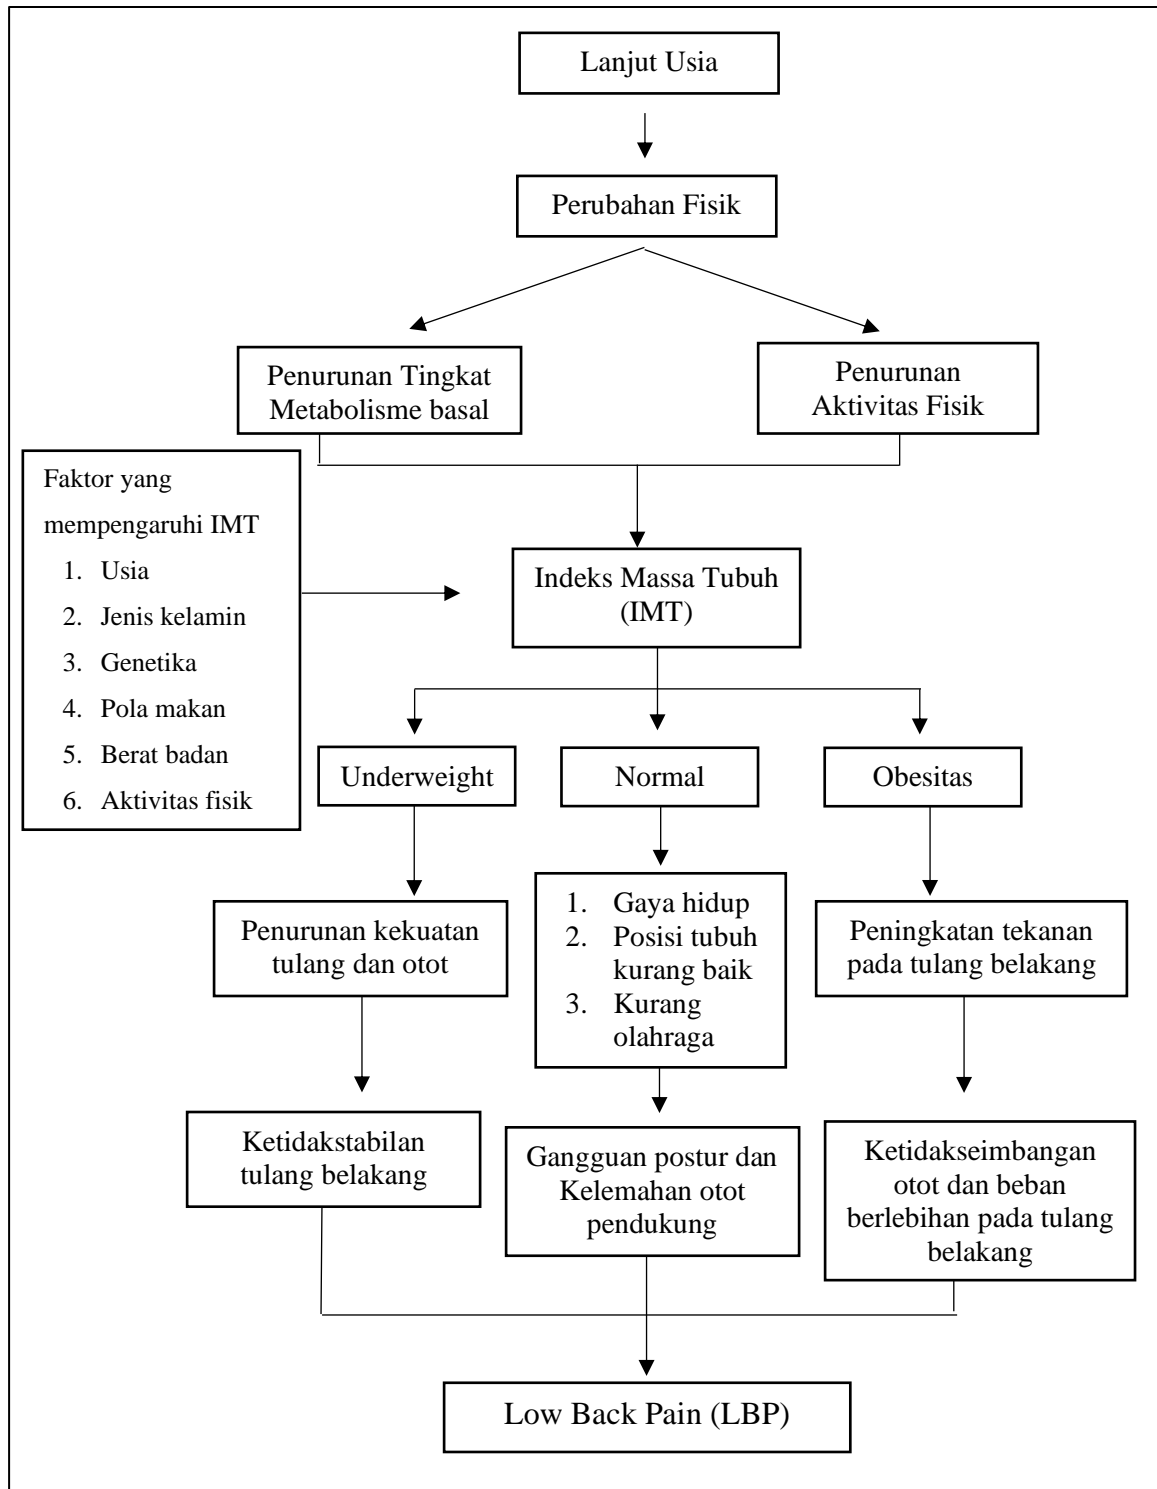 Lanjut Usia
Perubahan Fisik
Penurunan Tingkat
Metabolisme basal
Penurunan
Aktivitas Fisik
Faktor yang
mempengaruhi IMT
1. Usia
2. Jenis kelamin
3. Genetika
4. Pola makan
5. Berat badan
6. Aktivitas fisik
Indeks Massa Tubuh
(IMT)
Underweight
Normal
Obesitas
Penurunan kekuatan
tulang dan otot
1. Gaya hidup
2. Posisi tubuh
kurang baik
3. Kurang
olahraga
Peningkatan tekanan
pada tulang belakang
Ketidakstabilan
tulang belakang
Gangguan postur dan
Kelemahan otot
pendukung
Ketidakseimbangan
otot dan beban
berlebihan pada tulang
belakang
Low Back Pain (LBP)